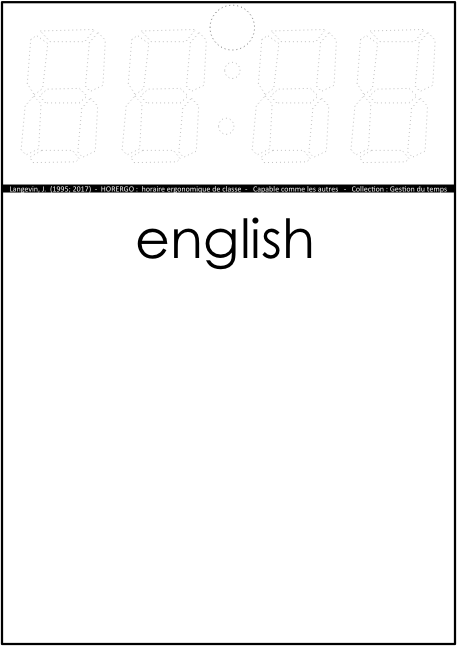 Langevin, J. (1995; 2017) - HORERGO : horaire ergonomique de classe - Capable comme les autres - Collection : Gestion du temps
english